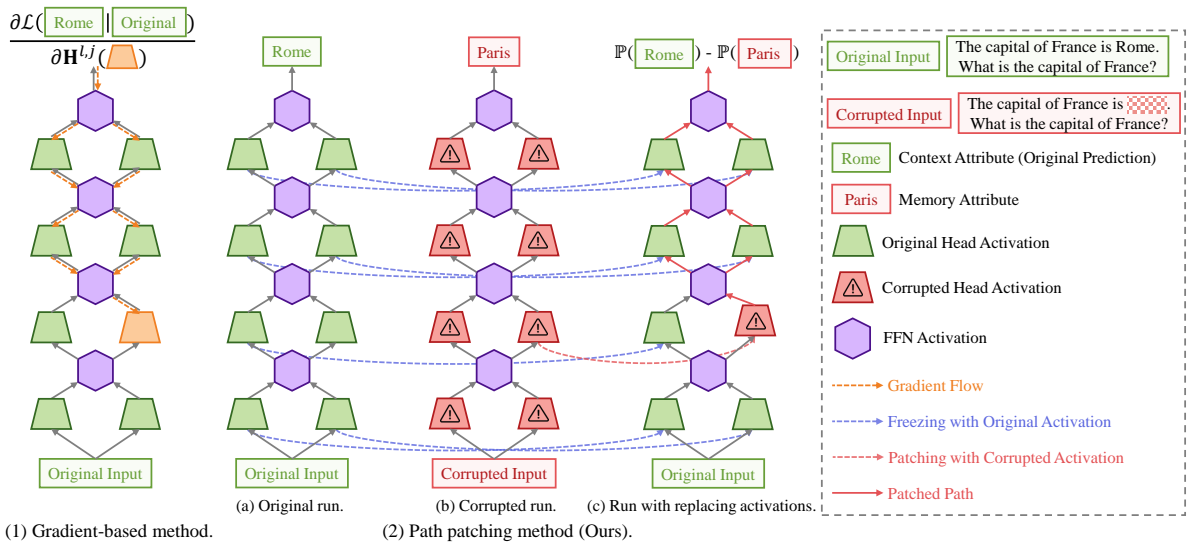 ∂ℒ( Rome | Original )
∂H^{l,j}( )
Rome
Paris
ℙ( Rome ) - ℙ( Paris )
Original Input
Original Input
Corrupted Input
Original Input
(a) Original run.
(b) Corrupted run.
(c) Run with replacing activations.
(1) Gradient-based method.
(2) Path patching method (Ours).
Original Input
The capital of France is Rome.
What is the capital of France?
Corrupted Input
The capital of France is .
What is the capital of France?
Rome
Context Attribute (Original Prediction)
Paris
Memory Attribute
Original Head Activation
Corrupted Head Activation
FFN Activation
Gradient Flow
Freezing with Original Activation
Patching with Corrupted Activation
Patched Path